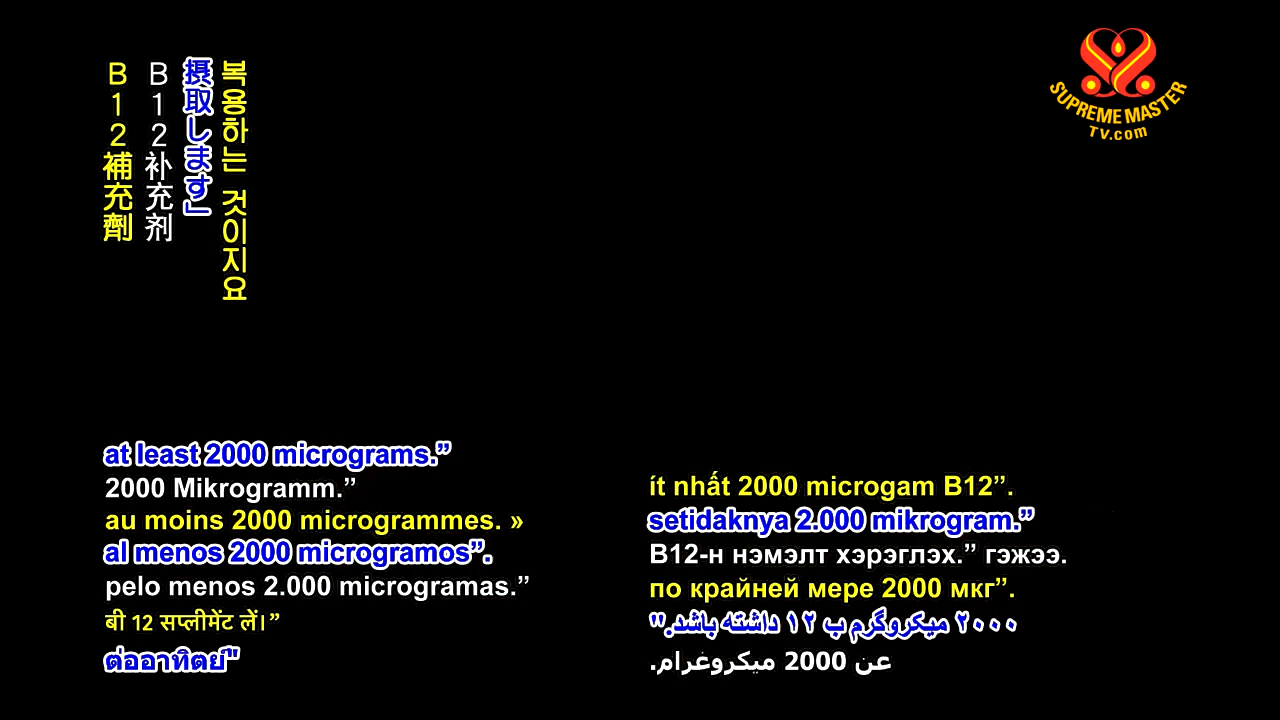 B12補充劑
B12补充剂
摂取します」
복용하는 것이지요
SUPREME MASTER
TV.com
at least 2000 micrograms.”
2000 Mikrogramm.”
au moins 2000 microgrammes. »
al menos 2000 microgramos”.
pelo menos 2.000 microgramas.”
बी 12 सप्लीमेंट लें।”
ต่ออาทิตย์"
ít nhất 2000 microgam B12”.
setidaknya 2.000 mikrogram.”
B12-н нэмэлт хэрэглэх.” гэжээ.
по крайней мере 2000 мкг”.
۲۰۰۰ میکروگرم ب ۱۲ داشته باشد."
عن 2000 ميكروغرام.